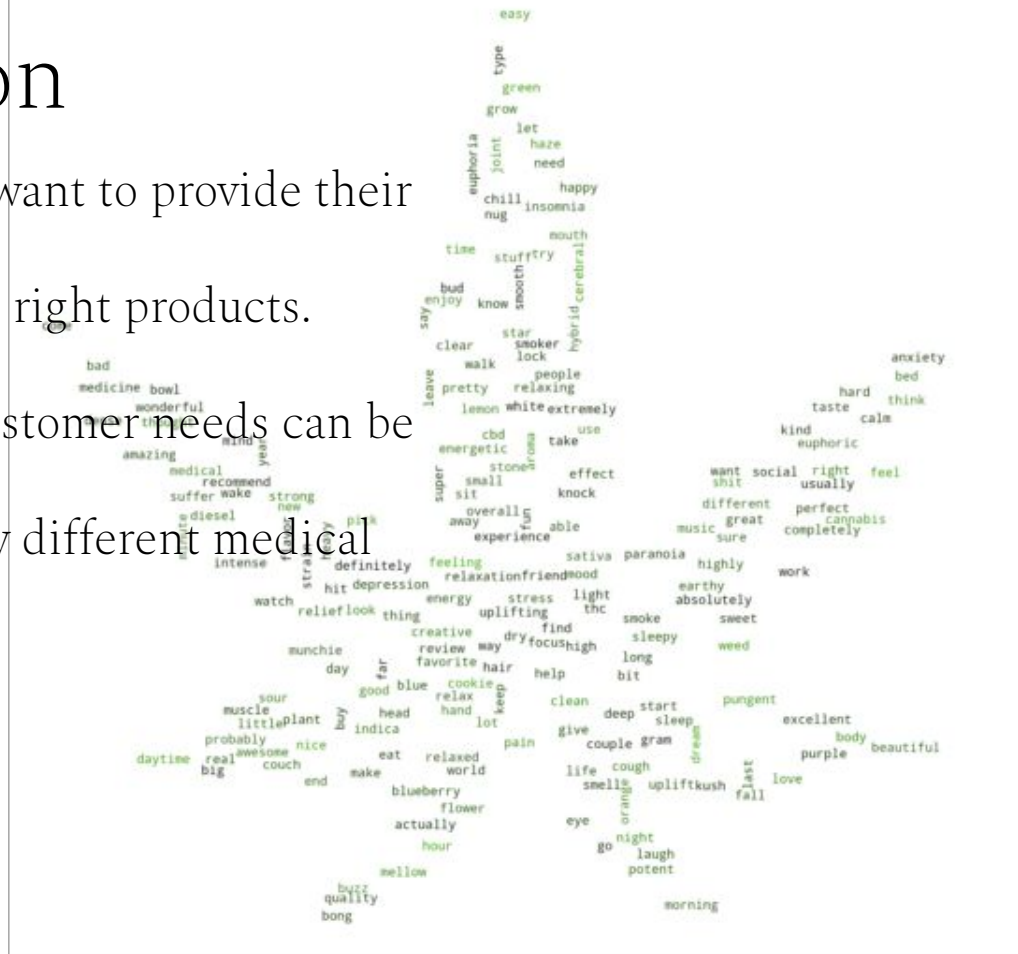 on
want to provide their
right products.
stomer needs can be
different medical
easy
type
green
grow
let
euphoria joint haze
need
happy
chill insomnia
nug
mouth
time stuff try
cerebral
bud smooth
enjoy know
say hybrid
star
clear smoker
lock
walk
people
bad
leave pretty relaxing
anxiety
bed
medicine bowl
hard think
wonderful lemon white extremely taste
thought
calm
use
kind
mind cbd take
euphoric
year energetic aroma
amazing
medical stone effect want social right feel
recommend super small shit usually
suffer wake strong sit knock
new different perfect
diesel overall great cannabis
minute flavor heavy pick away fun able music completely
experience sure
sativa paranoia
intense strain definitely feeling highly
relaxation friend mood work
hit depression earthy
watch energy stress light absolutely
relief look thing uplifting thc
smoke sweet
creative find
dry sleepy
munchie review way focus high weed
favorite long
day far hair
help bit
good blue cookie
sour relax keep clean pungent
muscle head hand start
little plant buy deep excellent
indica lot sleep
probably give body
nice pain couple gram dream purple beautiful
awesome eat relaxed
daytime real couch cough
big make world life last love
end smell uplift kush
blueberry orange fall
flower
actually eye
hour go night
laugh
mellow potent
buzz
quality morning
bong